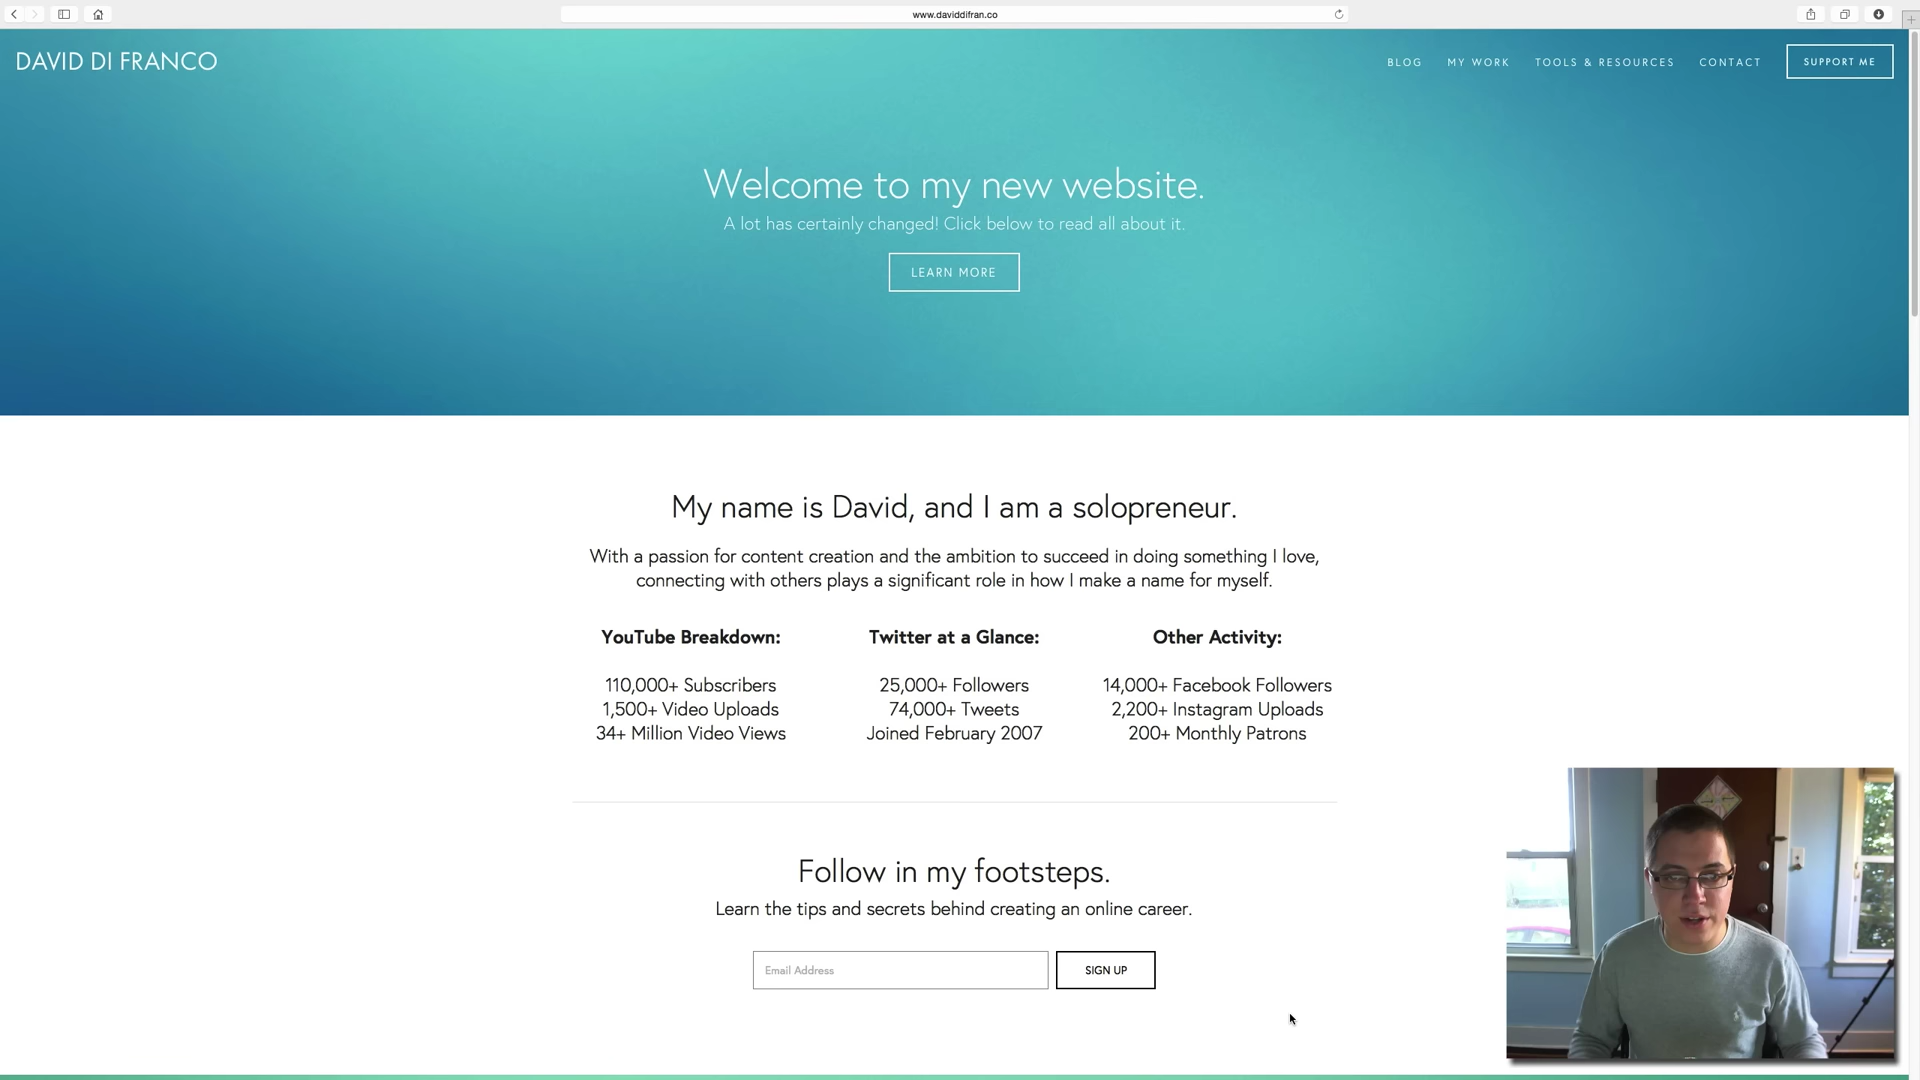 www.daviddifran.co
DAVID DI FRANCO
BLOG
MY WORK
TOOLS & RESOURCES
CONTACT
SUPPORT ME
Welcome to my new website.
A lot has certainly changed! Click below to read all about it.
LEARN MORE
My name is David, and I am a solopreneur.
With a passion for content creation and the ambition to succeed in doing something I love,
connecting with others plays a significant role in how I make a name for myself.
YouTube Breakdown:
110,000+ Subscribers
1,500+ Video Uploads
34+ Million Video Views
Twitter at a Glance:
25,000+ Followers
74,000+ Tweets
Joined February 2007
Other Activity:
14,000+ Facebook Followers
2,200+ Instagram Uploads
200+ Monthly Patrons
Follow in my footsteps.
Learn the tips and secrets behind creating an online career.
Email Address
SIGN UP